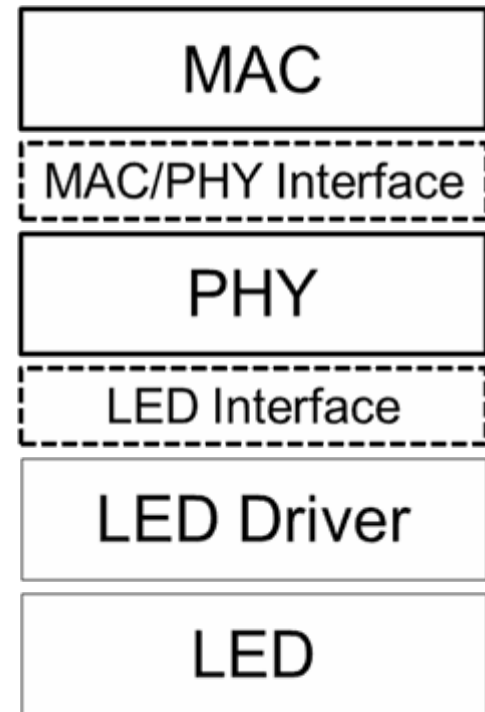 MAC
MAC/PHY Interface
PHY
LED Interface
LED Driver
LED